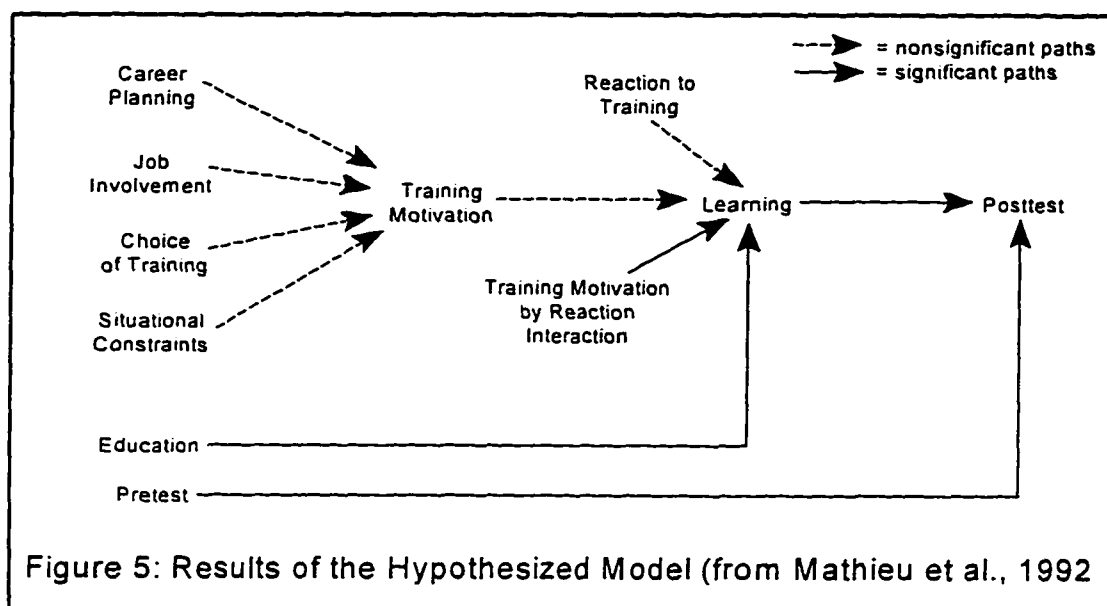 = nonsignificant paths
= significant paths
Career
Planning
Reaction to
Training
Job
Involvement
Training
Motivation
Learning
Posttest
Choice
of Training
Training Motivation
by Reaction
Interaction
Situational
Constraints
Education
Pretest
Figure 5: Results of the Hypothesized Model (from Mathieu et al., 1992